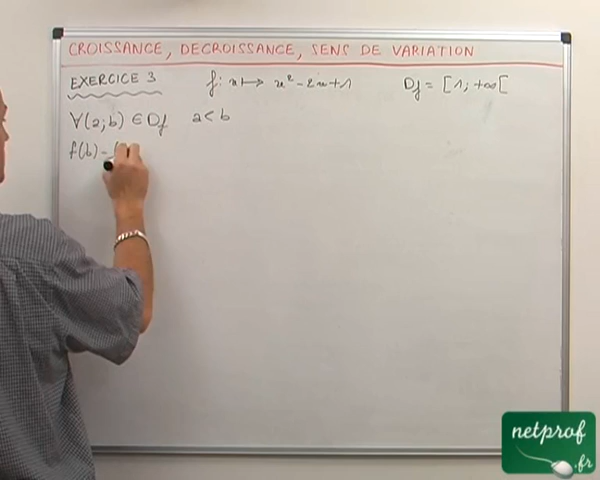 CROISSANCE, DECROISSANCE, SENS DE VARIATION
EXERCICE 3 f: x ↦ x² - 2x + 1 Df = [1; +∞[
∀(a;b) ∈ Df a < b
f(b) -
netprof
.fr